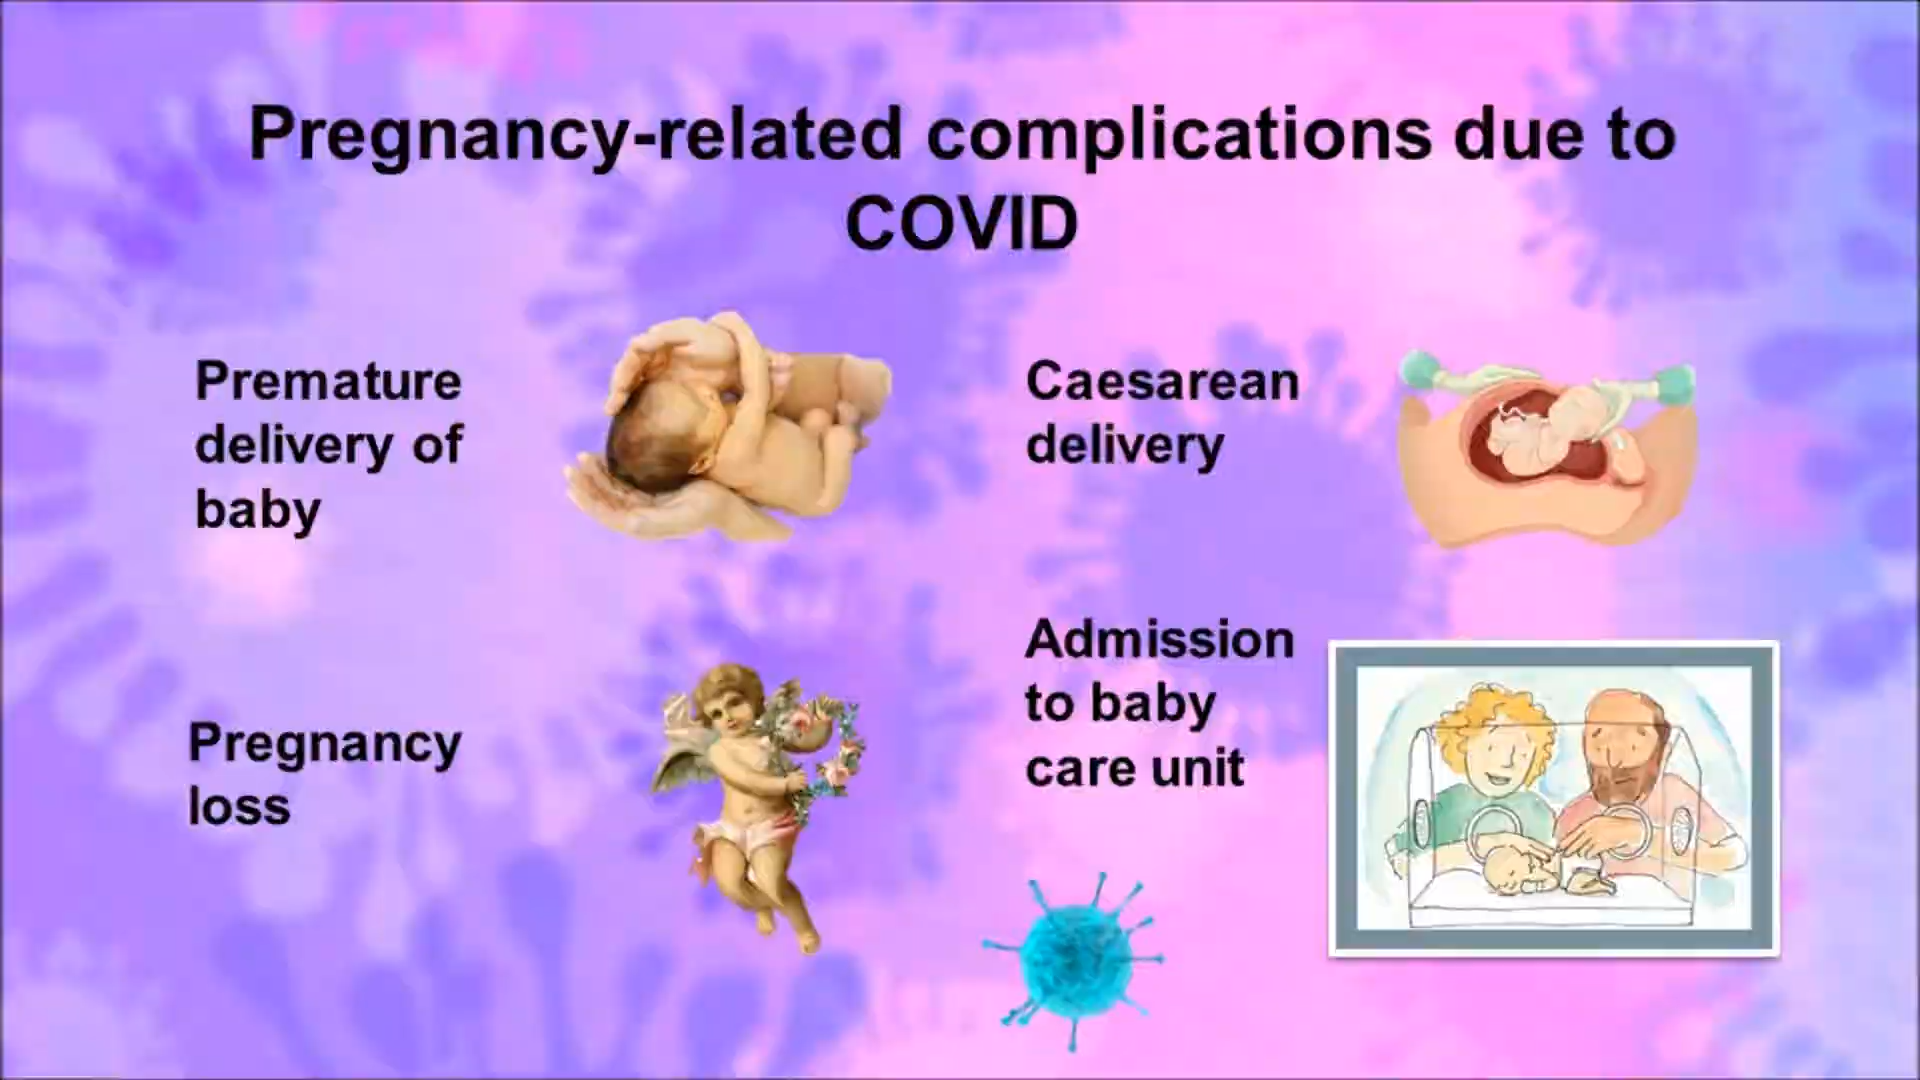 Pregnancy-related complications due to
COVID
Premature
delivery of
baby
Caesarean
delivery
Pregnancy
loss
Admission
to baby
care unit